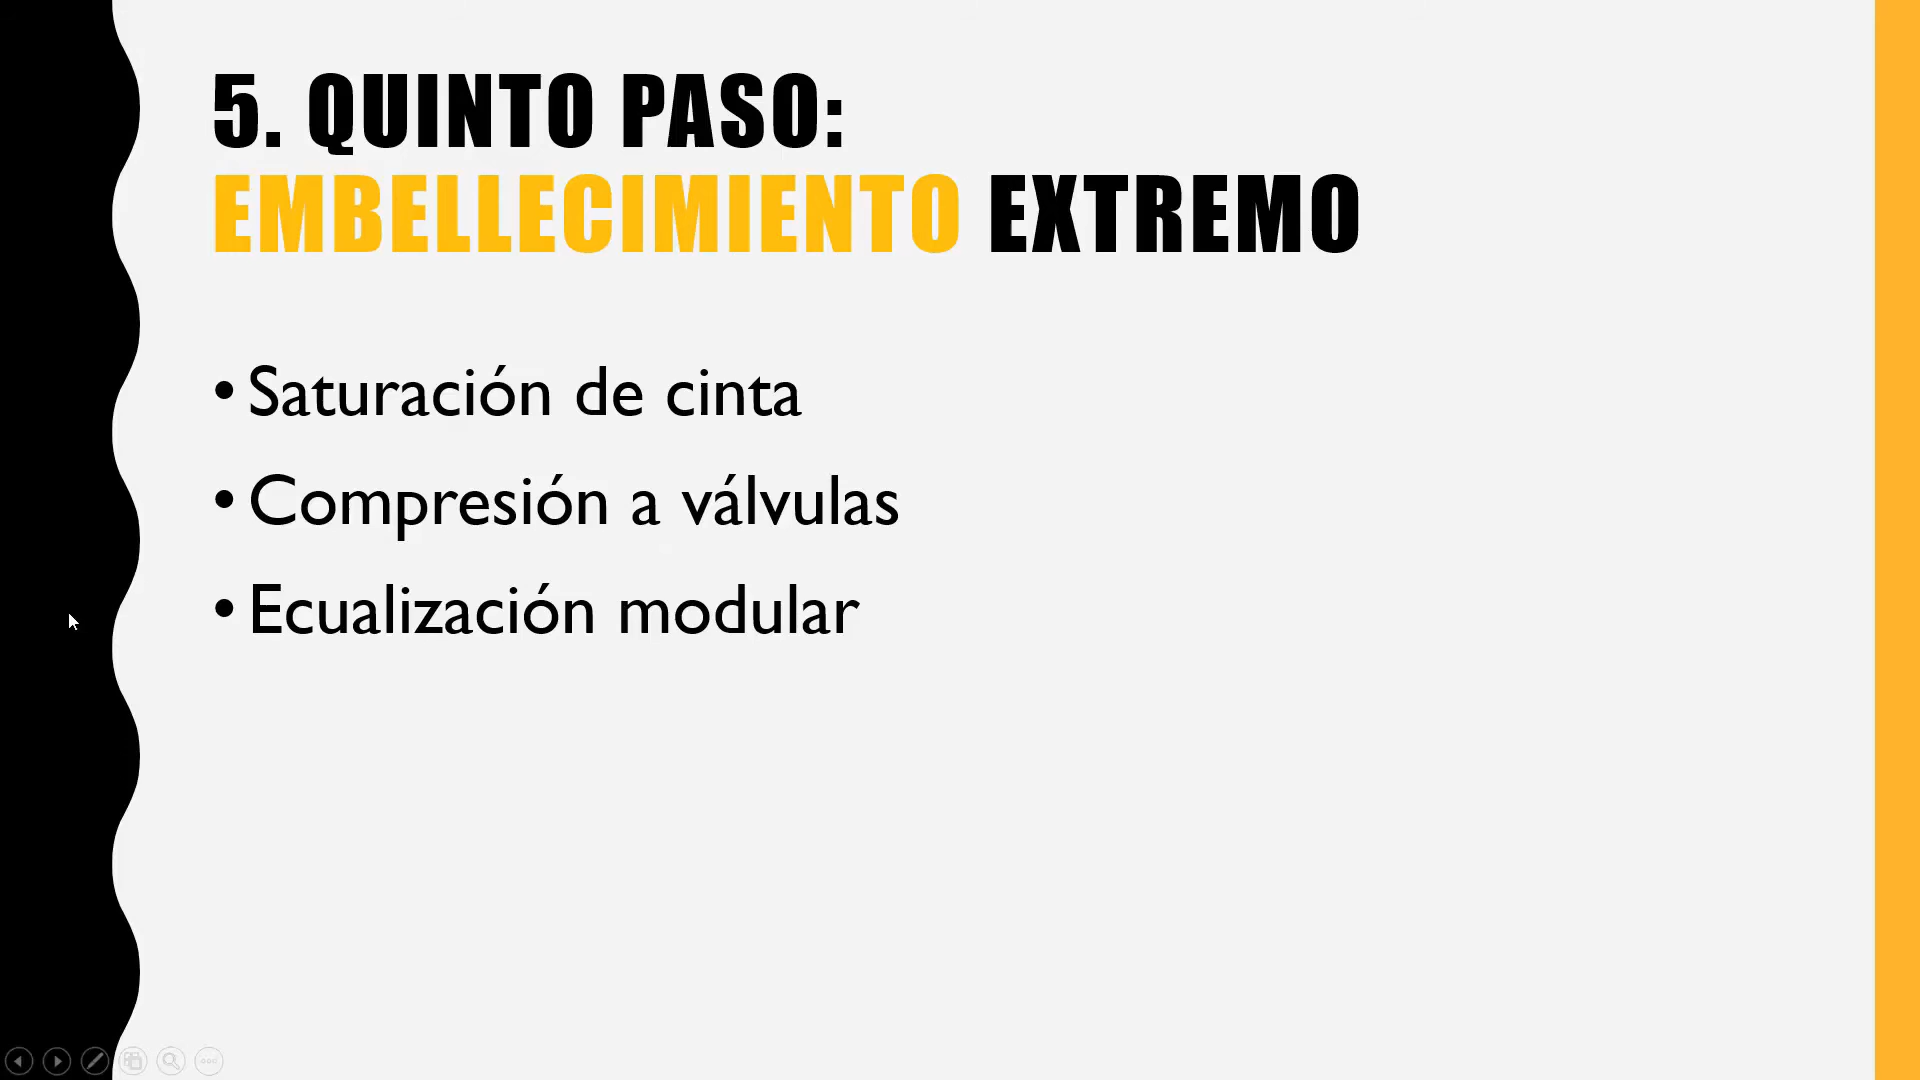 5. QUINTO PASO:
EMBELLECIMIENTO EXTREMO
• Saturación de cinta
• Compresión a válvulas
• Ecualización modular